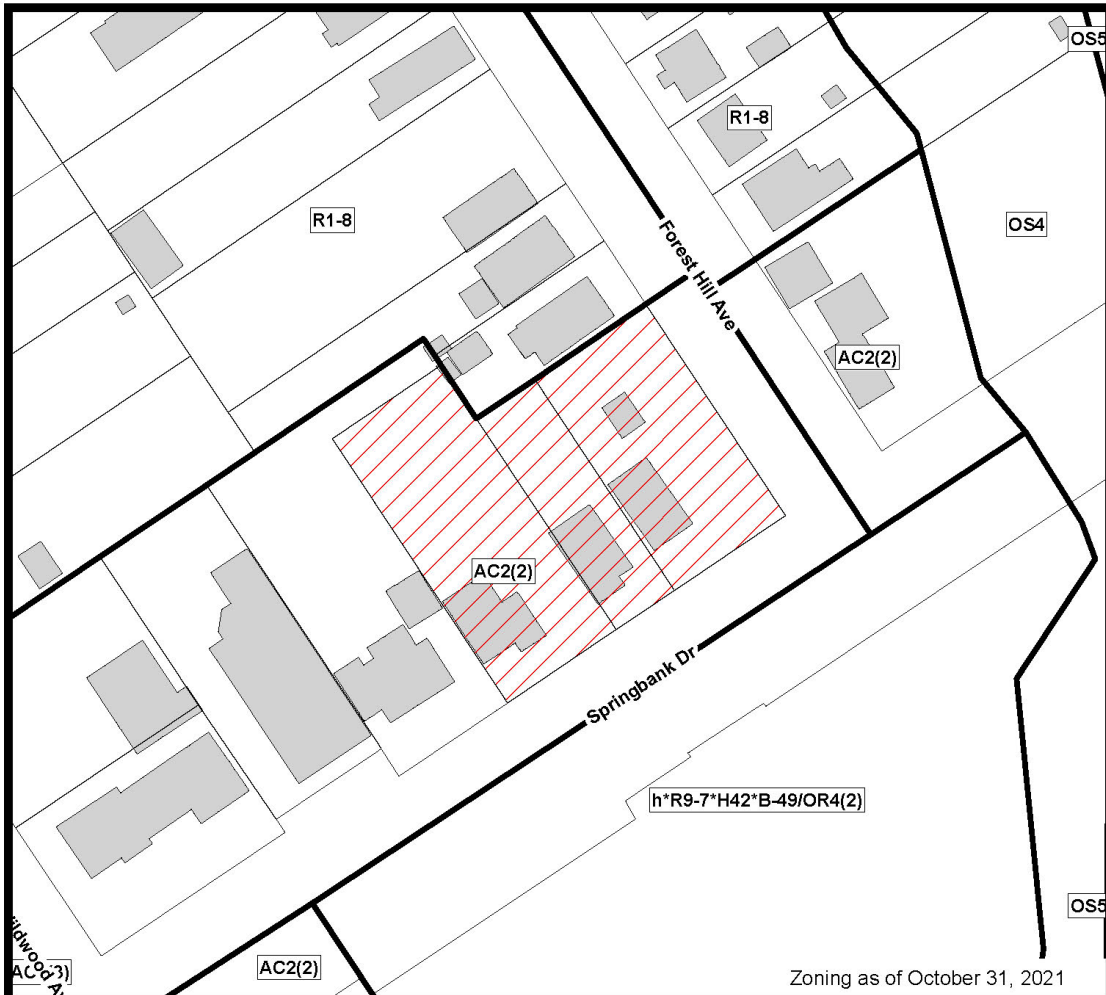 OS5
R1-8
R1-8
OS4
Forest Hill Ave
AC2(2)
AC2(2)
Springbank Dr
h*R9-7*H42*B-49/OR4(2)
OS5
AC2(2)
Zoning as of October 31, 2021